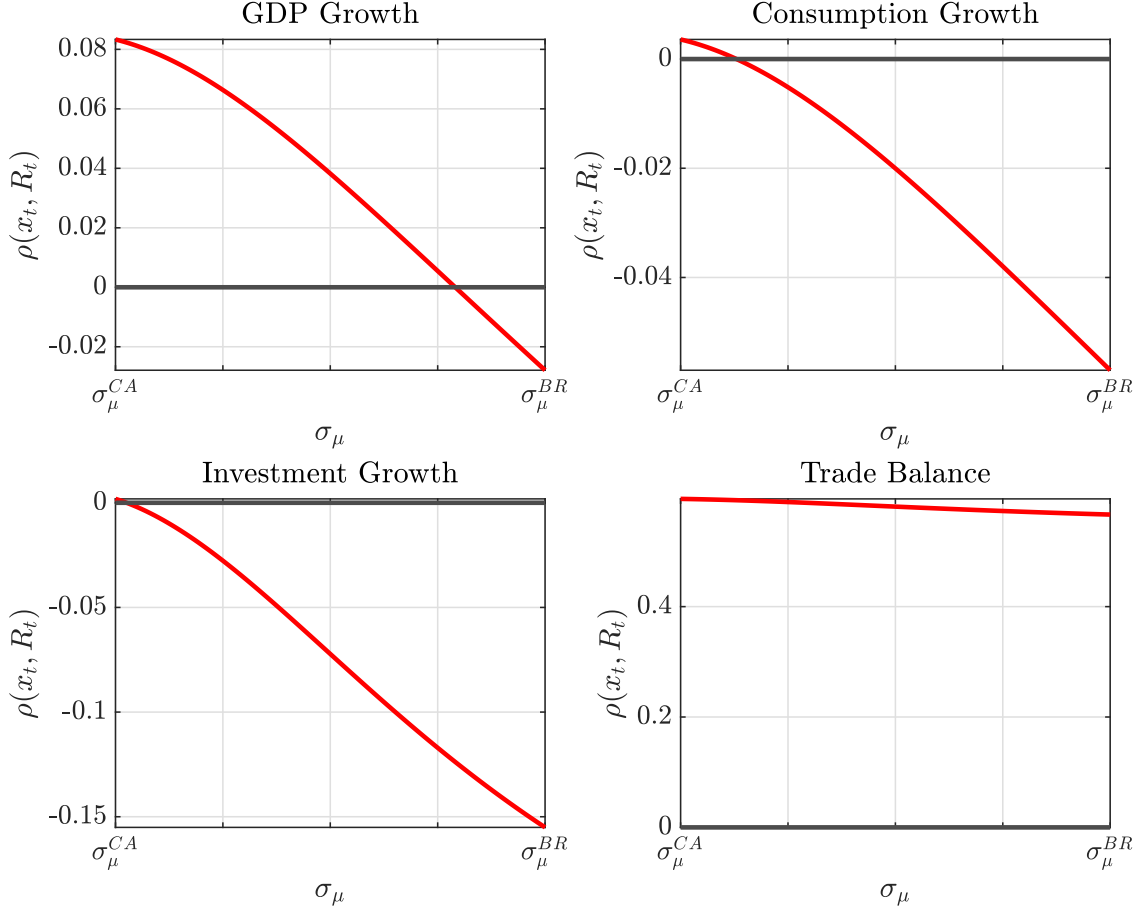 GDP Growth
ρ(x_t, R_t)
0.08
0.06
0.04
0.02
0
-0.02
σ_μ^{CA}
σ_μ^{BR}
σ_μ
Consumption Growth
ρ(x_t, R_t)
0
-0.02
-0.04
σ_μ^{CA}
σ_μ^{BR}
σ_μ
Investment Growth
ρ(x_t, R_t)
0
-0.05
-0.1
-0.15
σ_μ^{CA}
σ_μ^{BR}
σ_μ
Trade Balance
ρ(x_t, R_t)
0.4
0.2
0
σ_μ^{CA}
σ_μ^{BR}
σ_μ